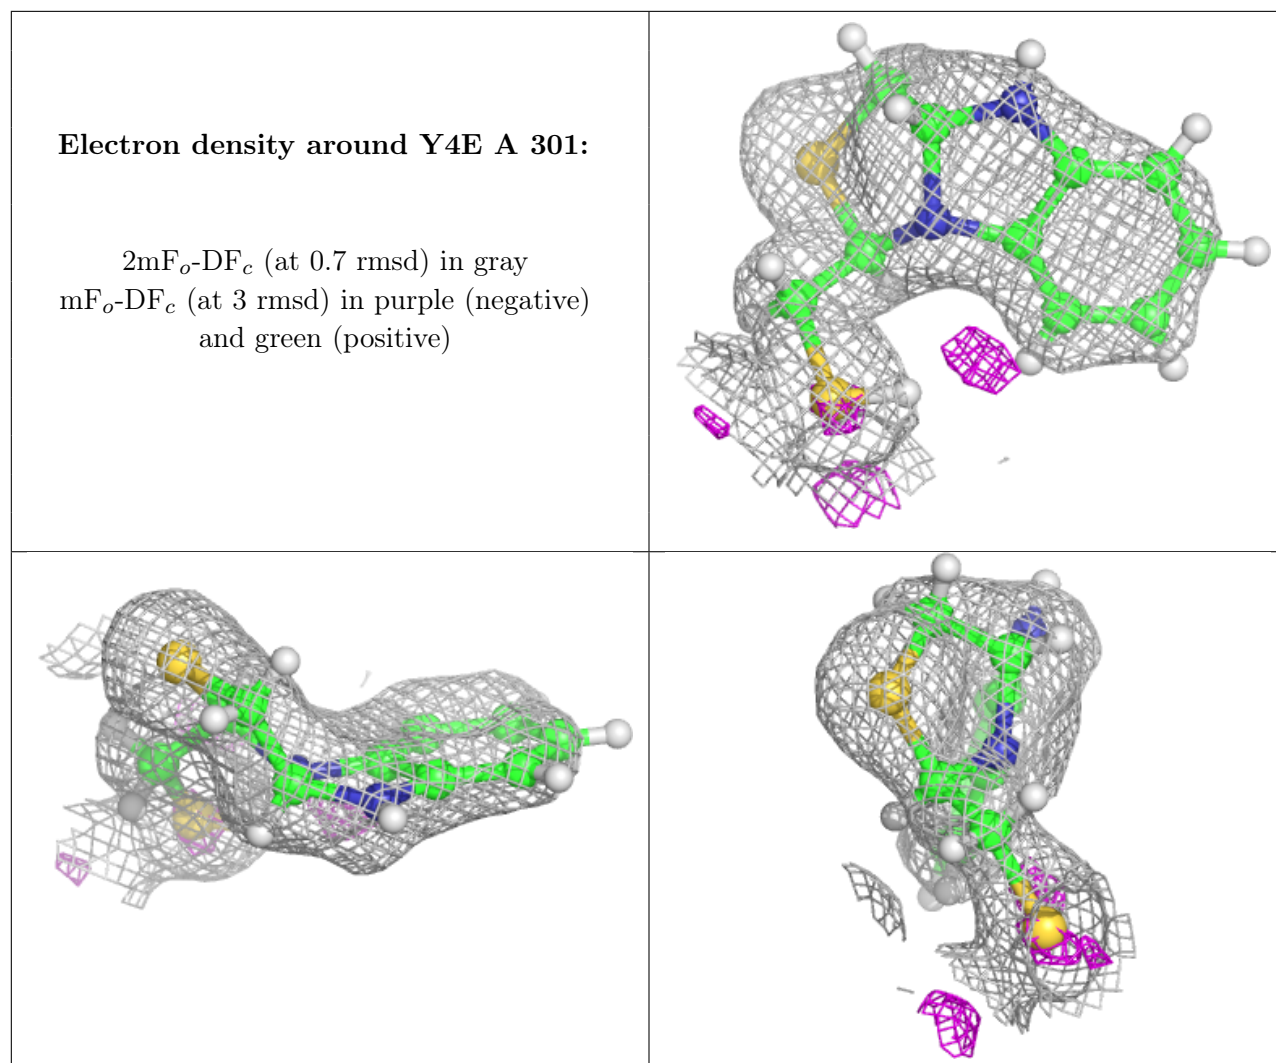 Electron density around Y4E A 301:
2mFo-DFc (at 0.7 rmsd) in gray
mFo-DFc (at 3 rmsd) in purple (negative)
and green (positive)